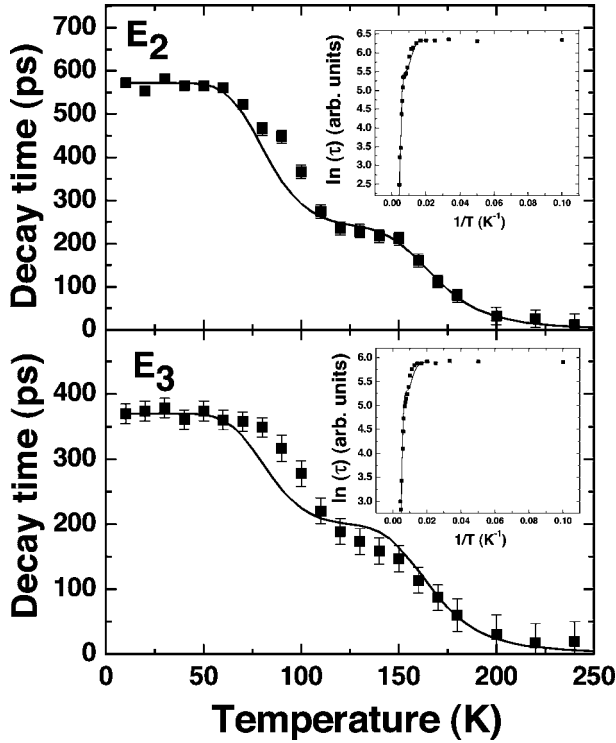 E2
Decay time (ps)
700
600
500
400
300
200
100
0
ln (τ) (arb. units)
6.5
6.0
5.5
5.0
4.5
4.0
3.5
3.0
2.5
0.00 0.02 0.04 0.06 0.08 0.10
1/T (K⁻¹)
E3
Decay time (ps)
400
300
200
100
0
ln (τ) (arb. units)
6.0
5.5
5.0
4.5
4.0
3.5
3.0
0.00 0.02 0.04 0.06 0.08 0.10
1/T (K⁻¹)
0 50 100 150 200 250
Temperature (K)